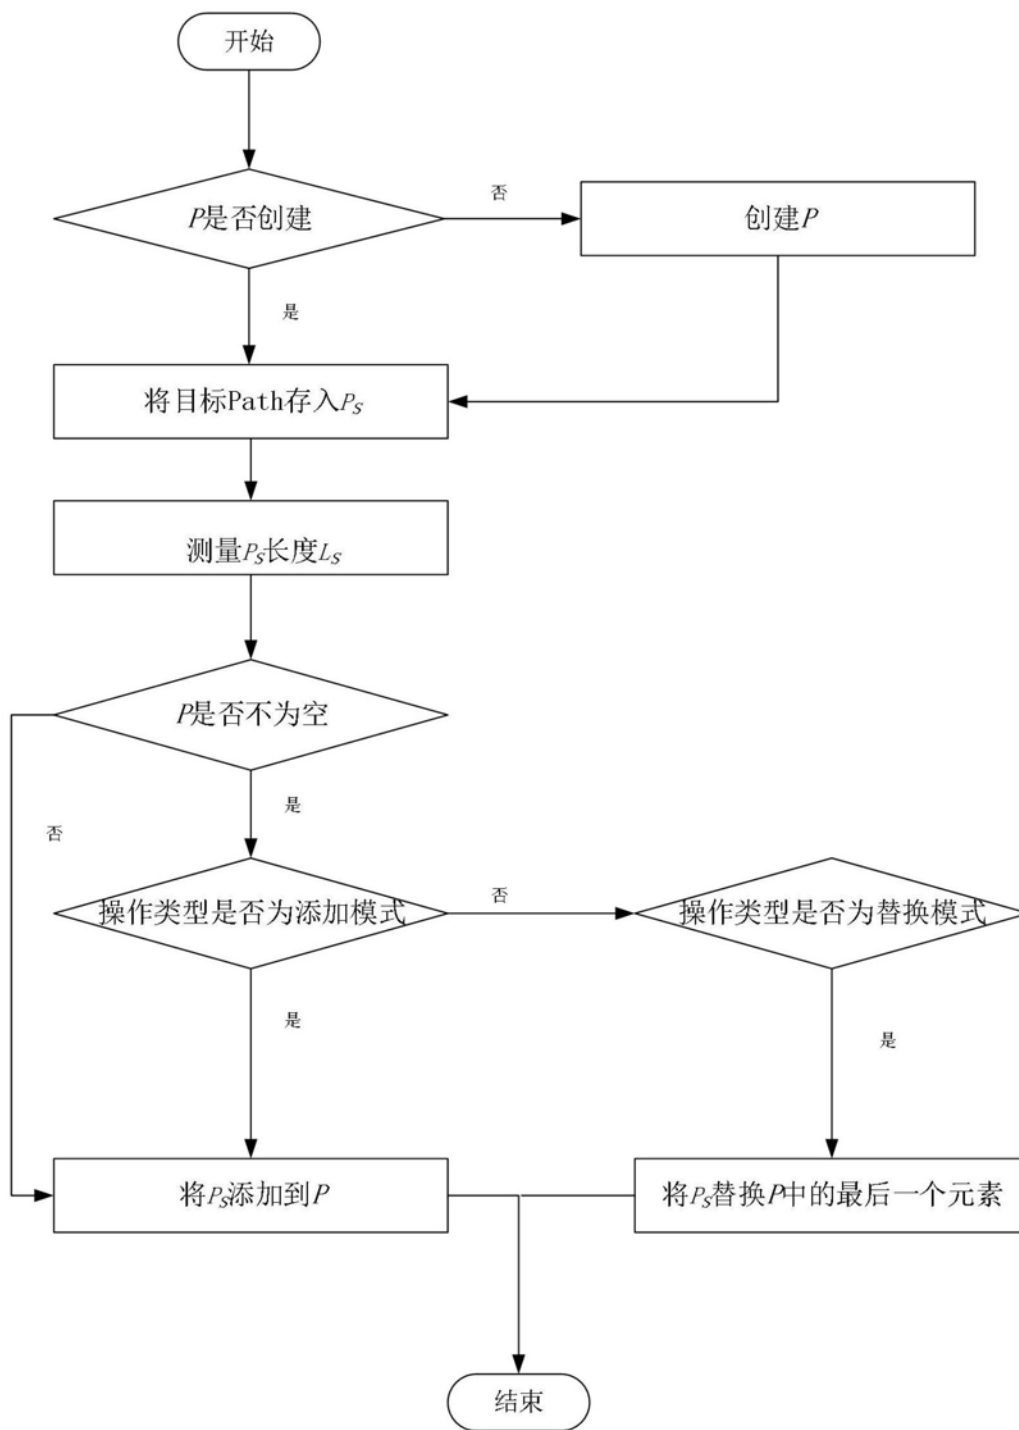 开始
P是否创建
否
创建P
是
将目标Path存入PS
测量PS长度LS
P是否不为空
是
否
操作类型是否为添加模式
否
操作类型是否为替换模式
是
是
将PS添加到P
将PS替换P中的最后一个元素
结束